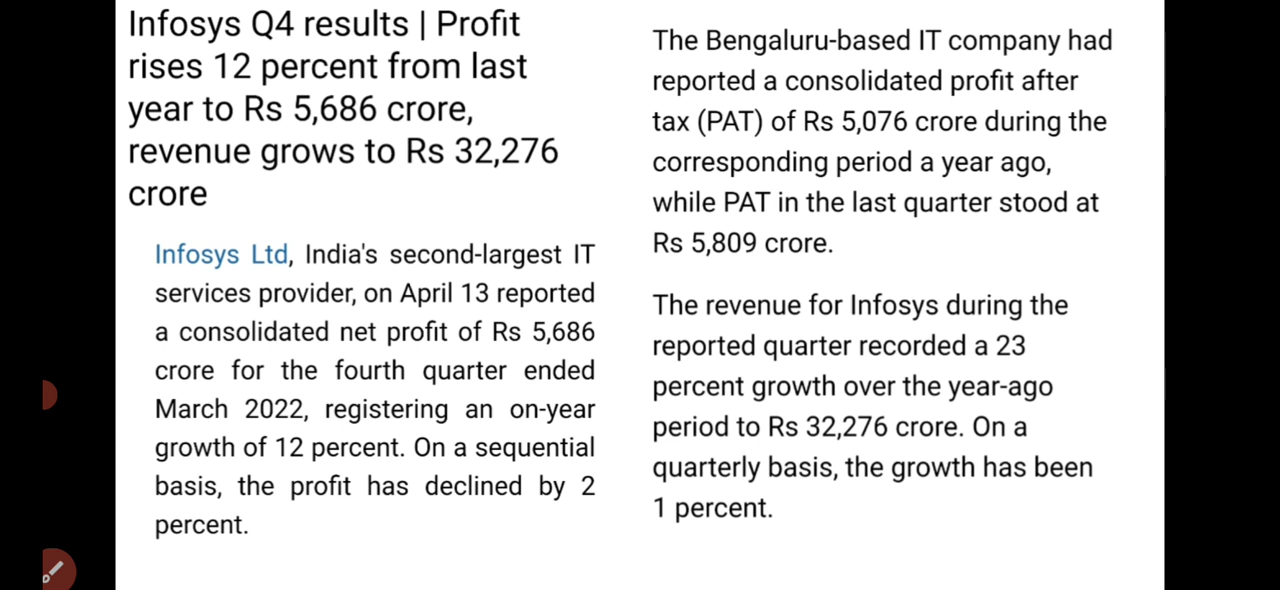 Infosys Q4 results | Profit
rises 12 percent from last
year to Rs 5,686 crore,
revenue grows to Rs 32,276
crore
Infosys Ltd, India's second-largest IT
services provider, on April 13 reported
a consolidated net profit of Rs 5,686
crore for the fourth quarter ended
March 2022, registering an on-year
growth of 12 percent. On a sequential
basis, the profit has declined by 2
percent.
The Bengaluru-based IT company had
reported a consolidated profit after
tax (PAT) of Rs 5,076 crore during the
corresponding period a year ago,
while PAT in the last quarter stood at
Rs 5,809 crore.
The revenue for Infosys during the
reported quarter recorded a 23
percent growth over the year-ago
period to Rs 32,276 crore. On a
quarterly basis, the growth has been
1 percent.